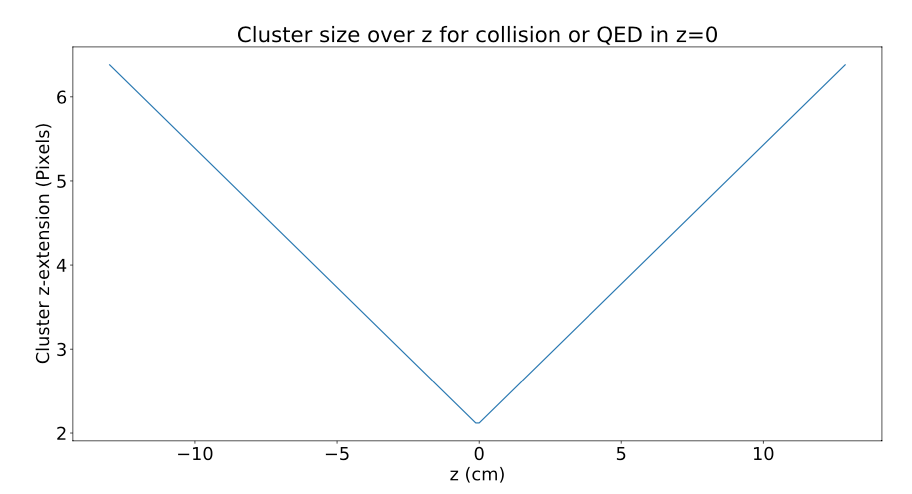 Cluster size over z for collision or QED in z=0
Cluster z-extension (Pixels)
6
5
4
3
2
−10 −5 0 5 10
z (cm)